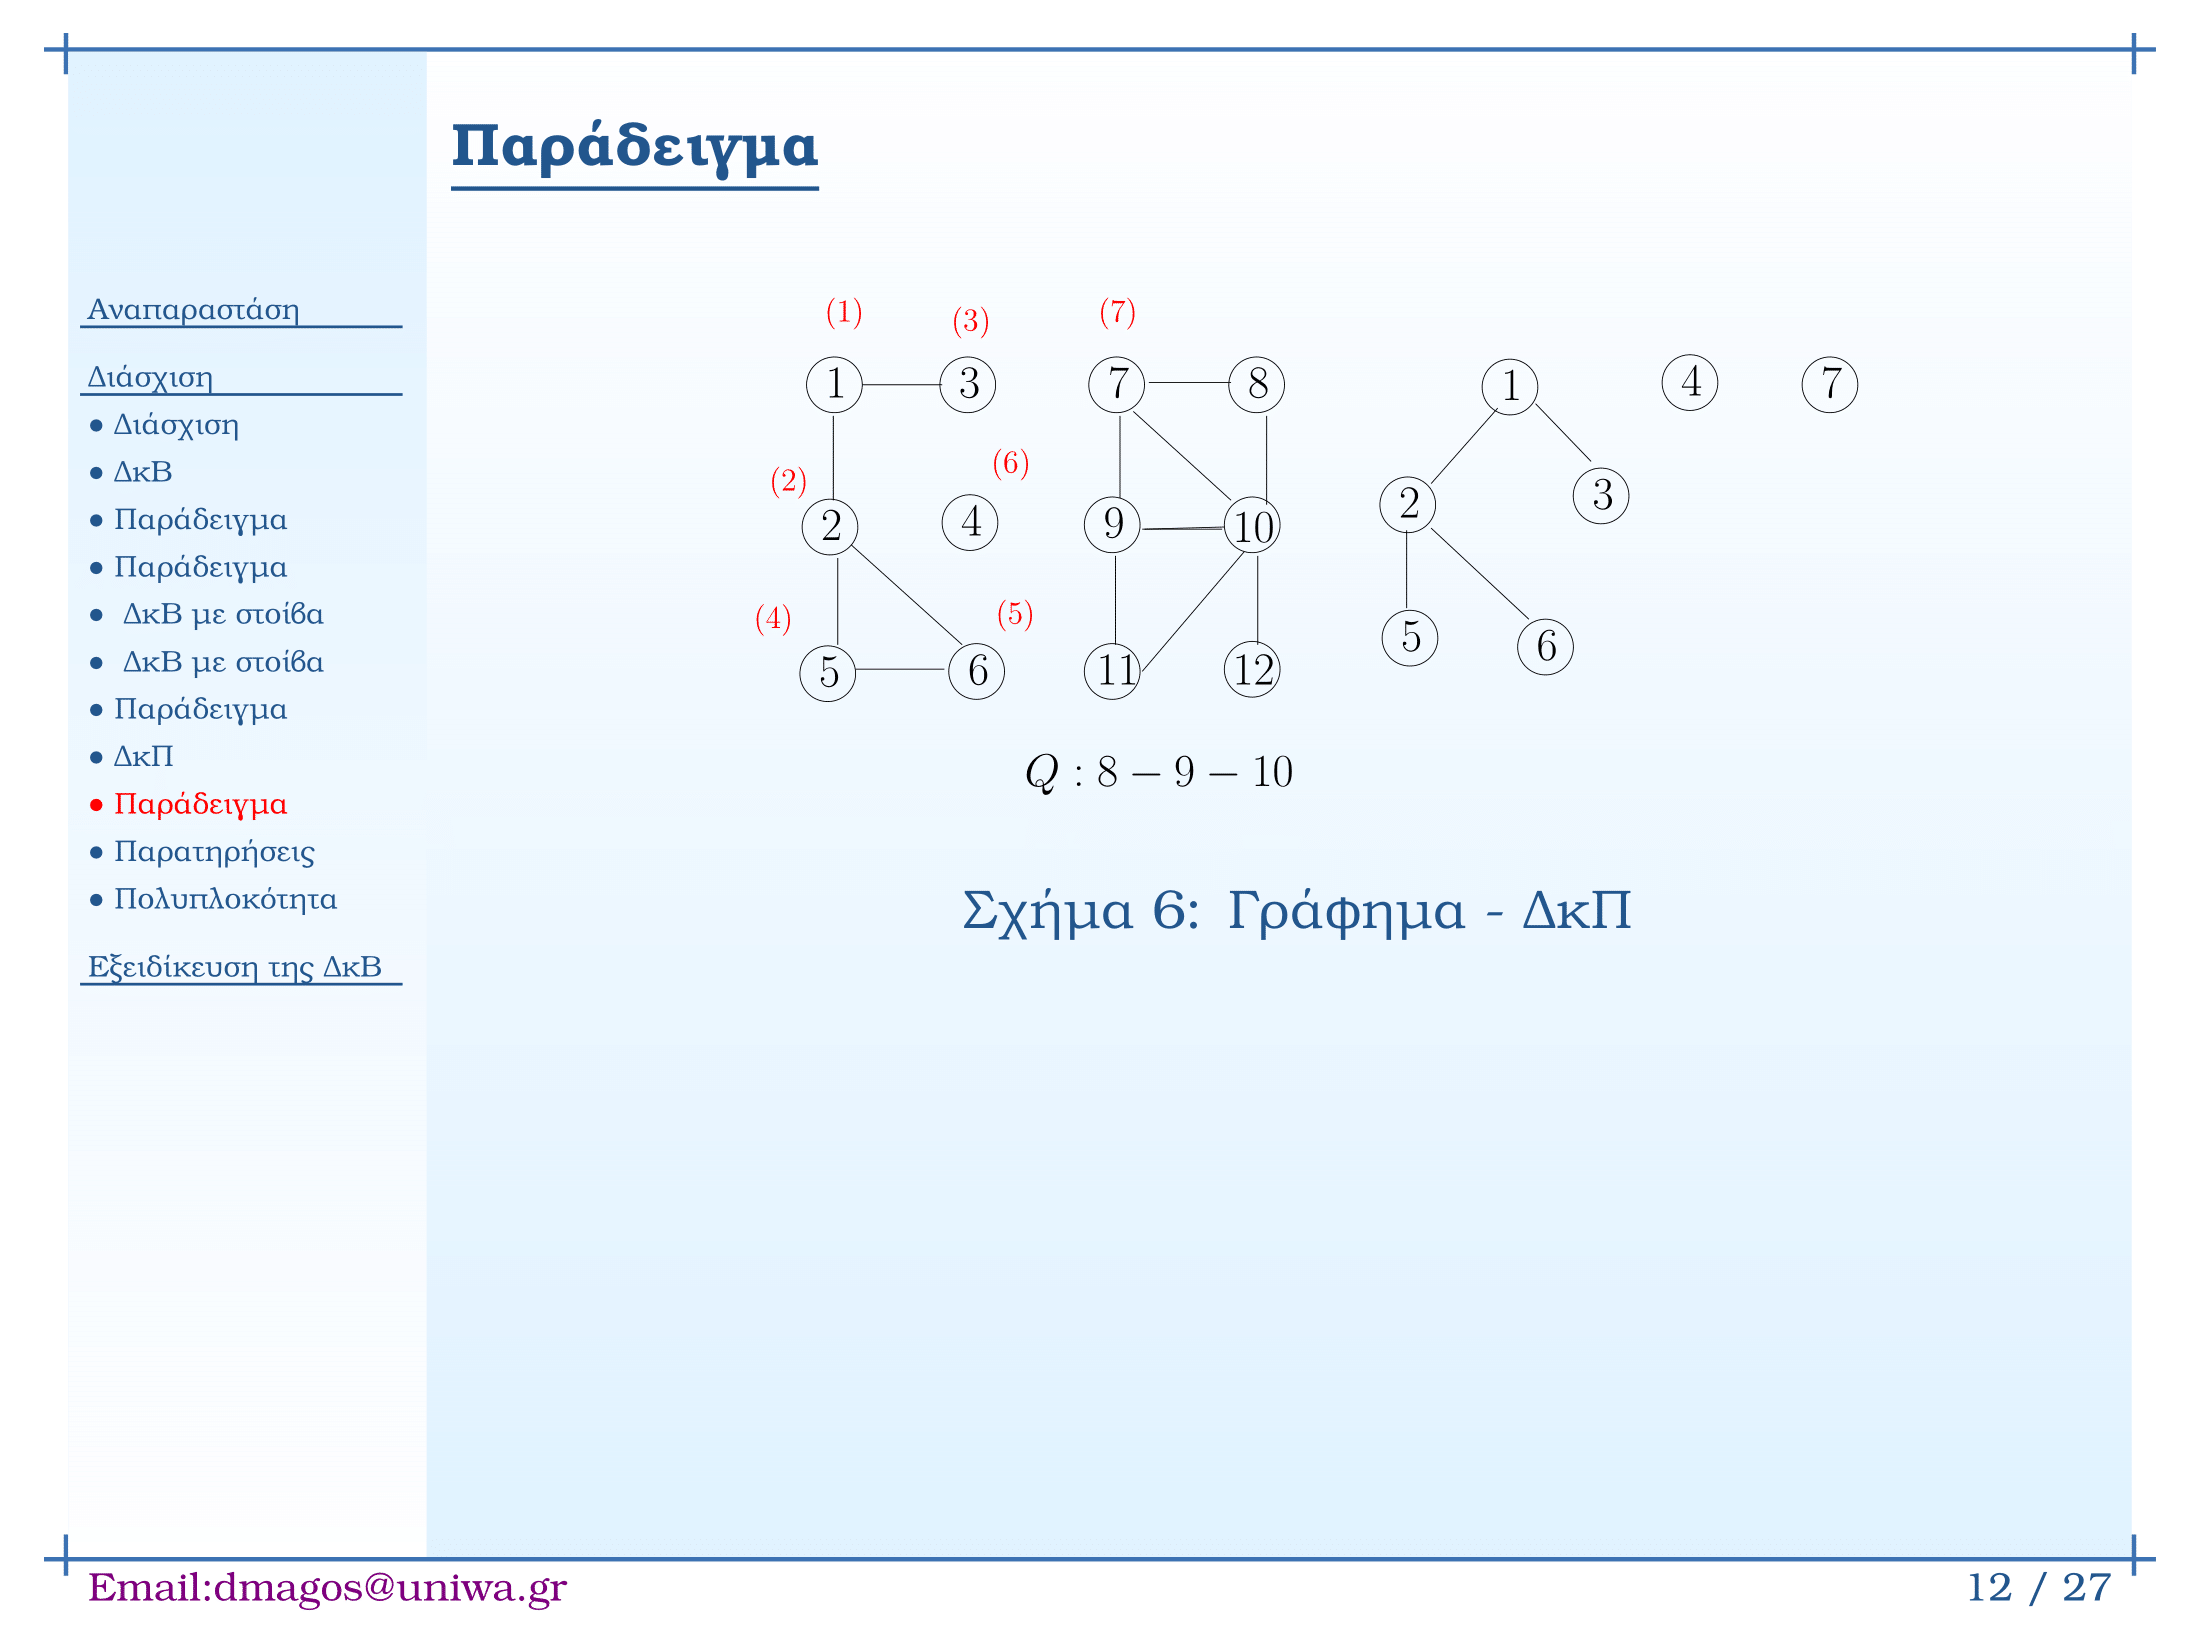 Παράδειγμα
Αναπαραστάση
Διάσχιση
• Διάσχιση
• ΔκΒ
• Παράδειγμα
• Παράδειγμα
• ΔκΒ με στοίβα
• ΔκΒ με στοίβα
• Παράδειγμα
• ΔκΠ
• Παράδειγμα
• Παρατηρήσεις
• Πολυπλοκότητα
Εξειδίκευση της ΔκΒ
(1) (3) (7)
1 3 7 8 1 4 7
(2) (6)
2 4 9 10 2 3
(4) (5)
5 6 11 12 5 6
Q : 8 − 9 − 10
Σχήμα 6: Γράφημα - ΔκΠ
Email:dmagos@uniwa.gr
12 / 27